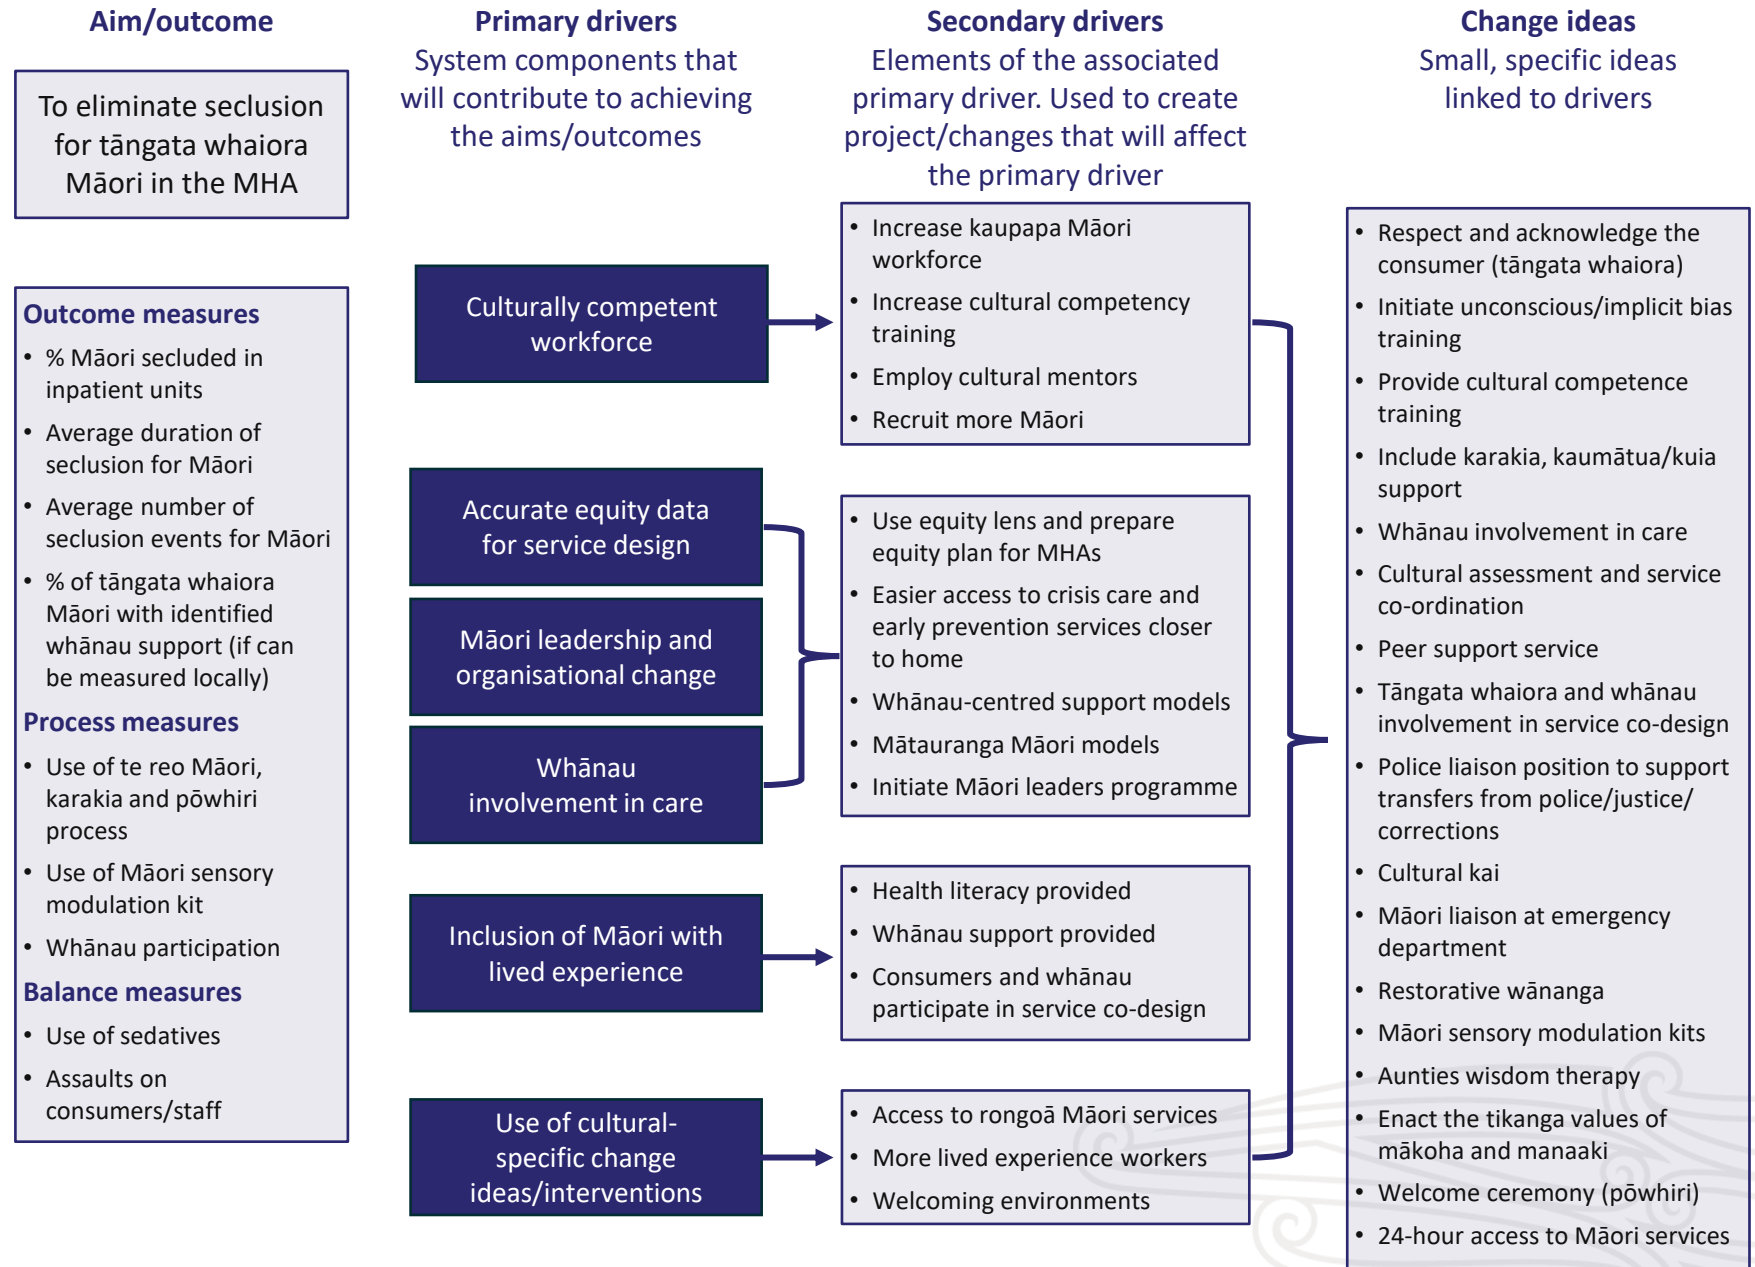 Aim/outcome
To eliminate seclusion
for tāngata whaiora
Māori in the MHA
Outcome measures
• % Māori secluded in
inpatient units
• Average duration of
seclusion for Māori
• Average number of
seclusion events for Māori
• % of tāngata whaiora
Māori with identified
whānau support (if can
be measured locally)
Process measures
• Use of te reo Māori,
karakia and pōwhiri
process
• Use of Māori sensory
modulation kit
• Whānau participation
Balance measures
• Use of sedatives
• Assaults on
consumers/staff
Primary drivers
System components that
will contribute to achieving
the aims/outcomes
Culturally competent
workforce
Accurate equity data
for service design
Māori leadership and
organisational change
Whānau
involvement in care
Inclusion of Māori with
lived experience
Use of cultural-
specific change
ideas/interventions
Secondary drivers
Elements of the associated
primary driver. Used to create
project/changes that will affect
the primary driver
• Increase kaupapa Māori
workforce
• Increase cultural competency
training
• Employ cultural mentors
• Recruit more Māori
• Use equity lens and prepare
equity plan for MHAs
• Easier access to crisis care and
early prevention services closer
to home
• Whānau-centred support models
• Mātauranga Māori models
• Initiate Māori leaders programme
• Health literacy provided
• Whānau support provided
• Consumers and whānau
participate in service co-design
• Access to rongoā Māori services
• More lived experience workers
• Welcoming environments
Change ideas
Small, specific ideas
linked to drivers
• Respect and acknowledge the
consumer (tāngata whaiora)
• Initiate unconscious/implicit bias
training
• Provide cultural competence
training
• Include karakia, kaumātua/kuia
support
• Whānau involvement in care
• Cultural assessment and service
co-ordination
• Peer support service
• Tāngata whaiora and whānau
involvement in service co-design
• Police liaison position to support
transfers from police/justice/
corrections
• Cultural kai
• Māori liaison at emergency
department
• Restorative wānanga
• Māori sensory modulation kits
• Aunties wisdom therapy
• Enact the tikanga values of
mākoha and manaaki
• Welcome ceremony (pōwhiri)
• 24-hour access to Māori services